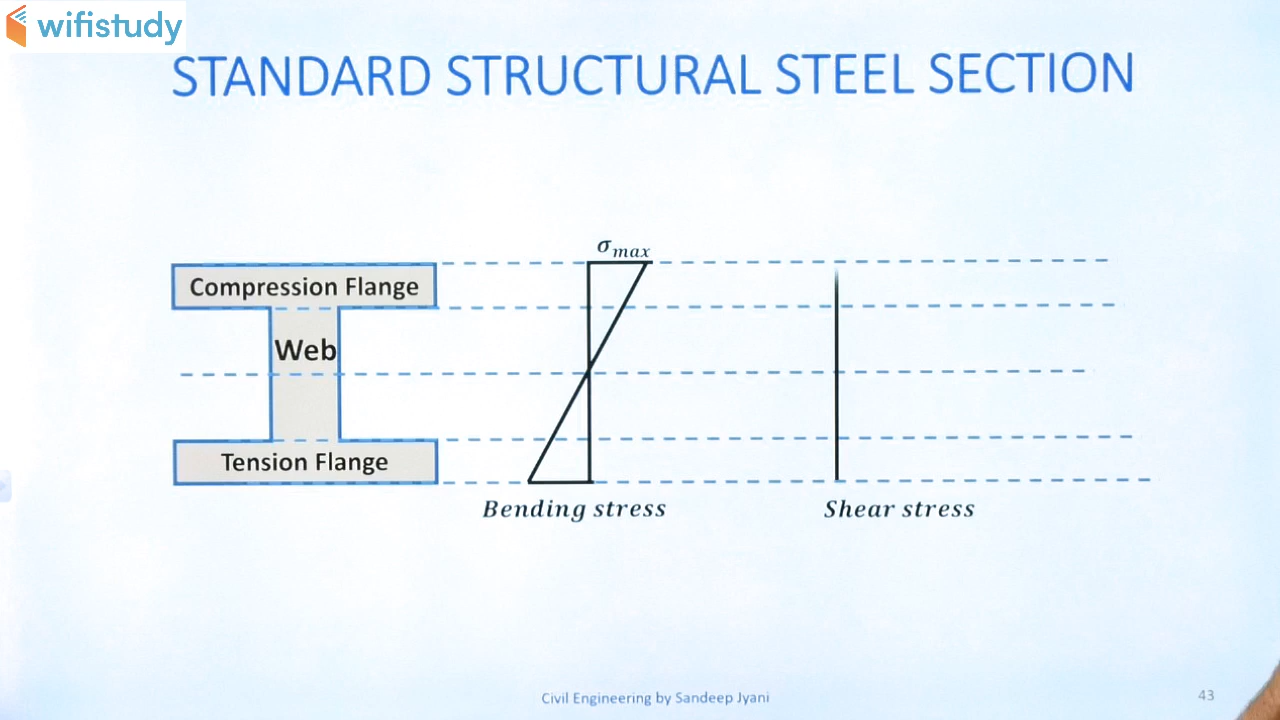 wifistudy
STANDARD STRUCTURAL STEEL SECTION
σmax
Compression Flange
Web
Tension Flange
Bending stress
Shear stress
Civil Engineering by Sandeep Jyani
43